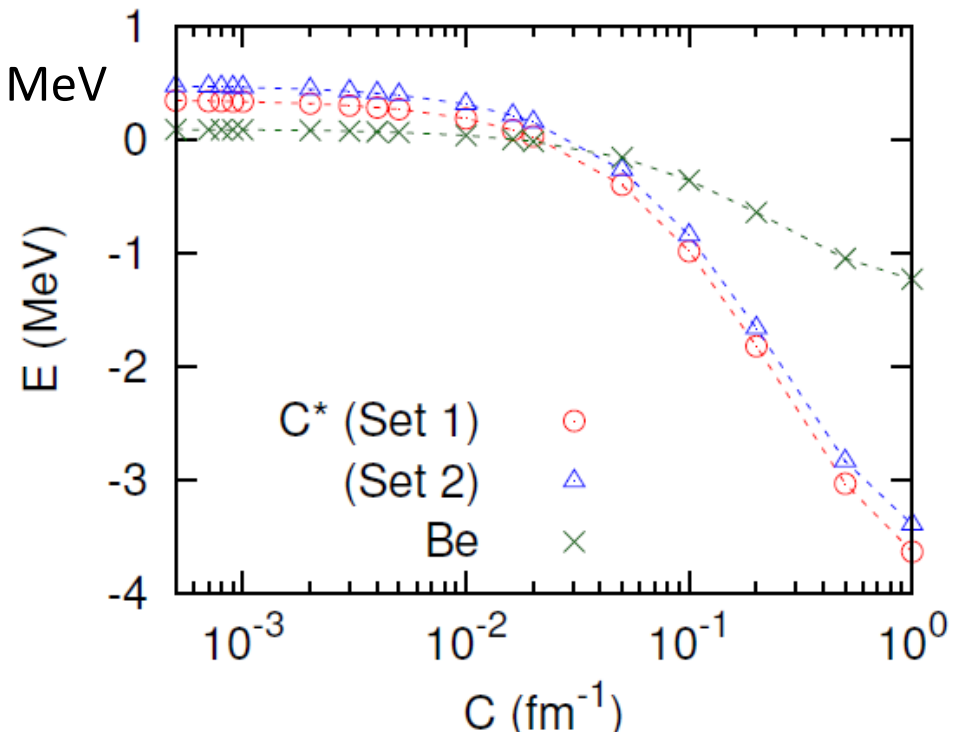 1
MeV
0
-1
-2
-3
-4
E (MeV)
C* (Set 1)
(Set 2)
Be
10⁻³
10⁻²
10⁻¹
10⁰
C (fm⁻¹)